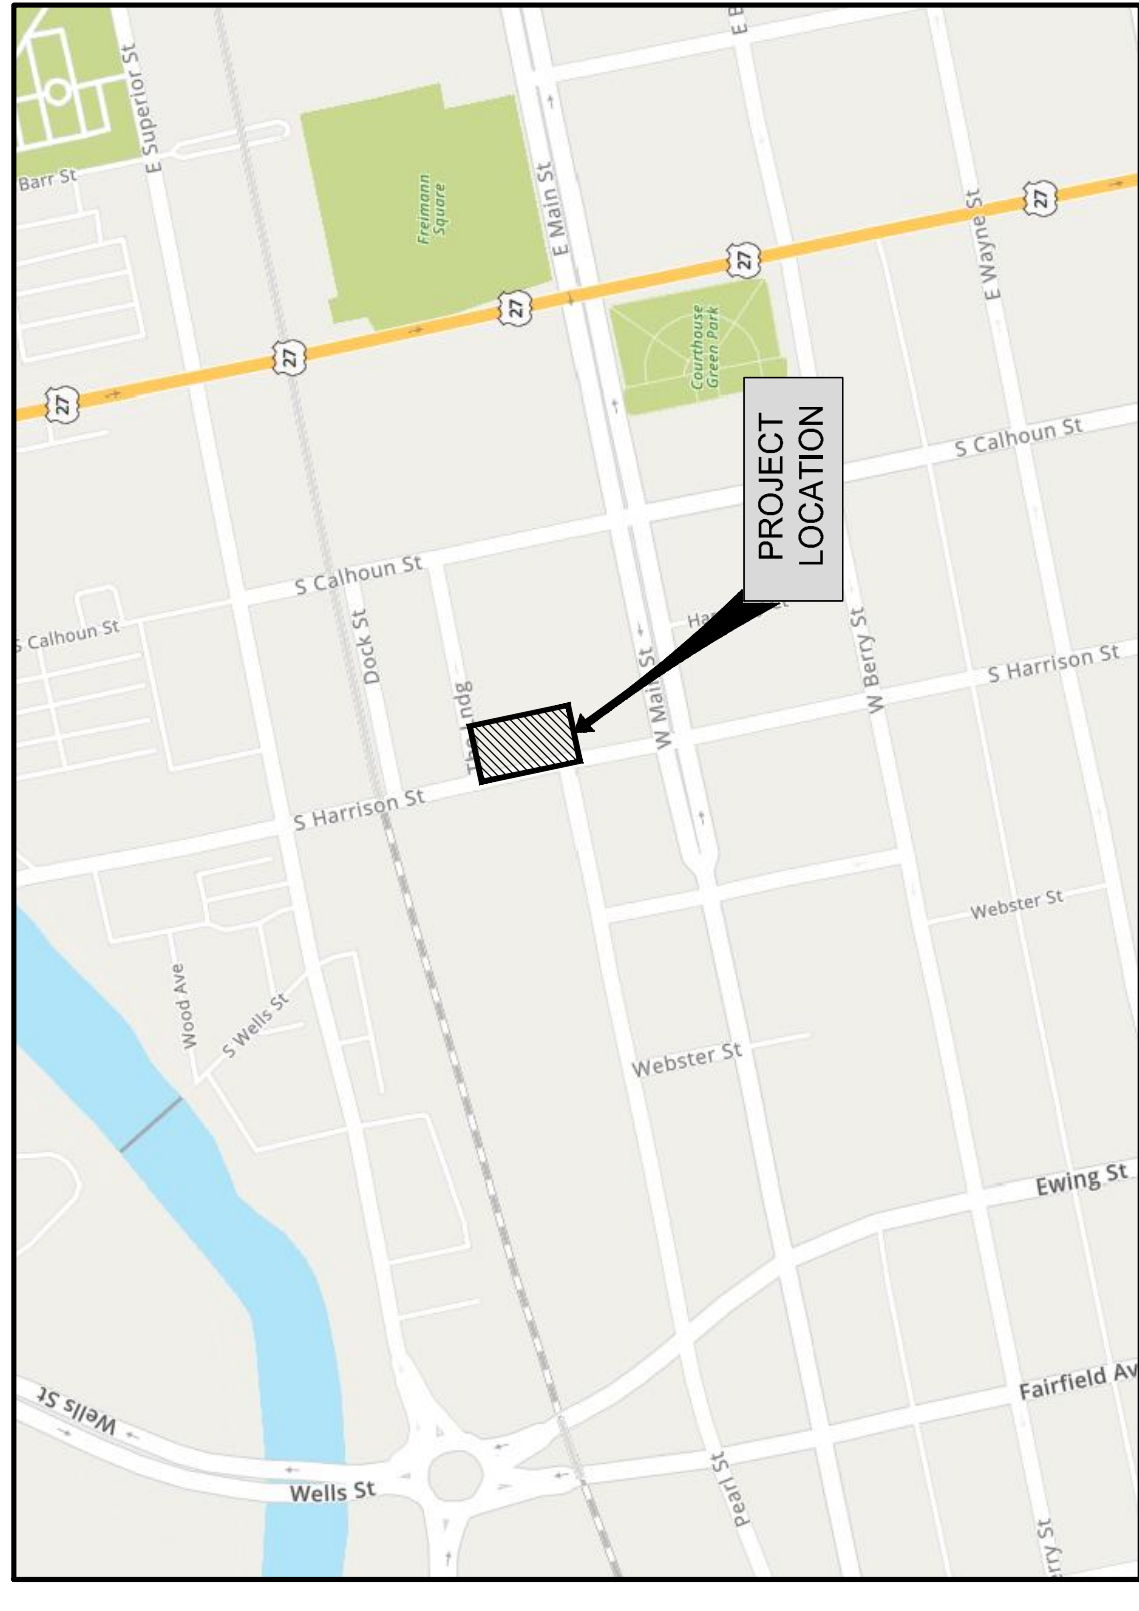 E Superior St
Barr St
Freimann
Square
E Main St
E B
27
27
27
27
27
E Wayne St
Courthouse
Green Park
S Calhoun St
S Calhoun St
S Calhoun St
PROJECT
LOCATION
Dock St
W Main St
W Berry St
S Harrison St
S Harrison St
Wood Ave
S Wells St
Webster St
Webster St
Ewing St
Fairfield Av
Wells St
Wells St
Pearl St
rry St